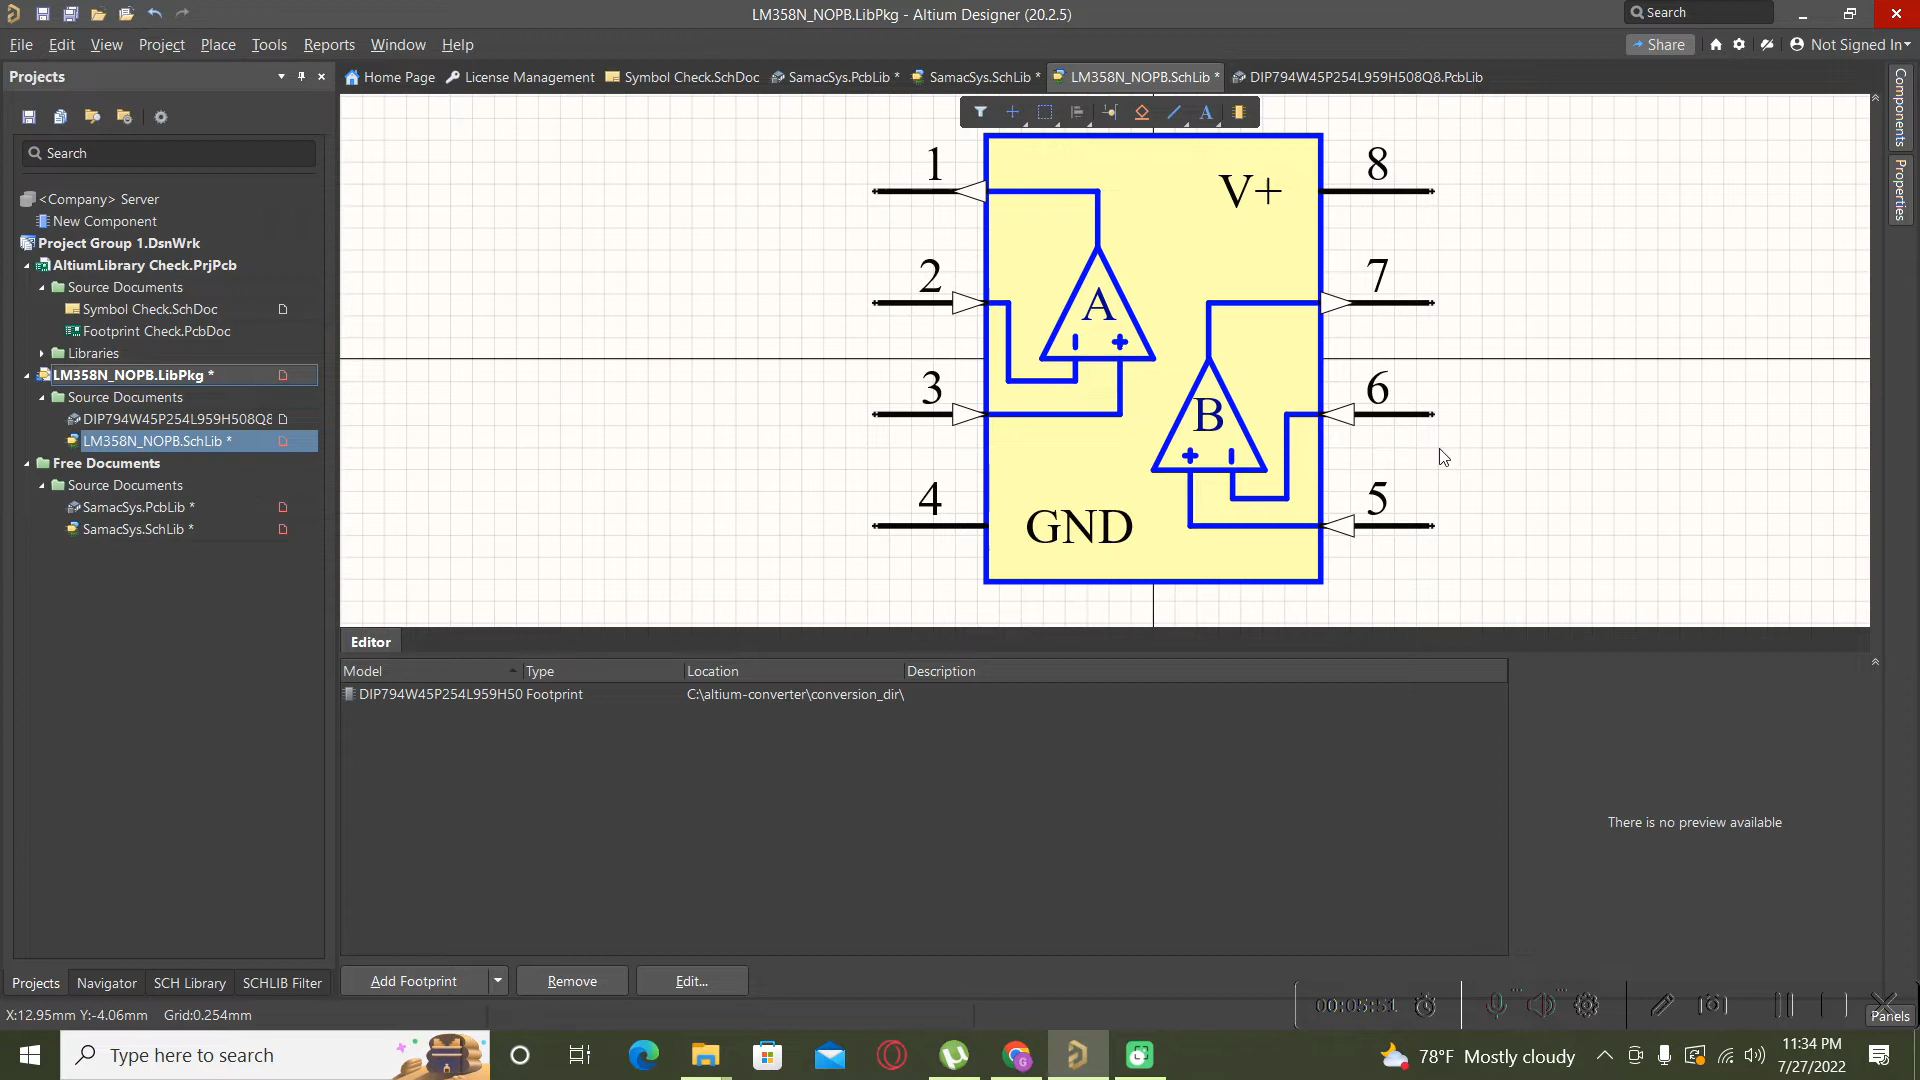 LM358N_NOPB.LibPkg - Altium Designer (20.2.5)
Search
File Edit View Project Place Tools Reports Window Help
Share
Not Signed In
Projects
Home Page License Management Symbol Check.SchDoc SamacSys.PcbLib * SamacSys.SchLib * LM358N_NOPB.SchLib * DIP794W45P254L959H508Q8.PcbLib
Components
Properties
Search
<Company> Server
New Component
Project Group 1.DsnWrk
AltiumLibrary Check.PrjPcb
Source Documents
Symbol Check.SchDoc
Footprint Check.PcbDoc
Libraries
LM358N_NOPB.LibPkg *
Source Documents
DIP794W45P254L959H508Q8
LM358N_NOPB.SchLib *
Free Documents
Source Documents
SamacSys.PcbLib *
SamacSys.SchLib *
1 V+ 8
2 A 7
- +
3 B 6
+ -
4 GND 5
Editor
Model Type Location Description
DIP794W45P254L959H50 Footprint C:\altium-converter\conversion_dir\
There is no preview available
Projects Navigator SCH Library SCHLIB Filter
Add Footprint Remove Edit...
00:05:51
X:12.95mm Y:-4.06mm Grid:0.254mm
Panels
Type here to search
78°F Mostly cloudy
11:34 PM
7/27/2022